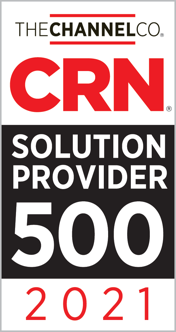 THECHANNELCO®
CRN®
SOLUTION
PROVIDER
500
2021